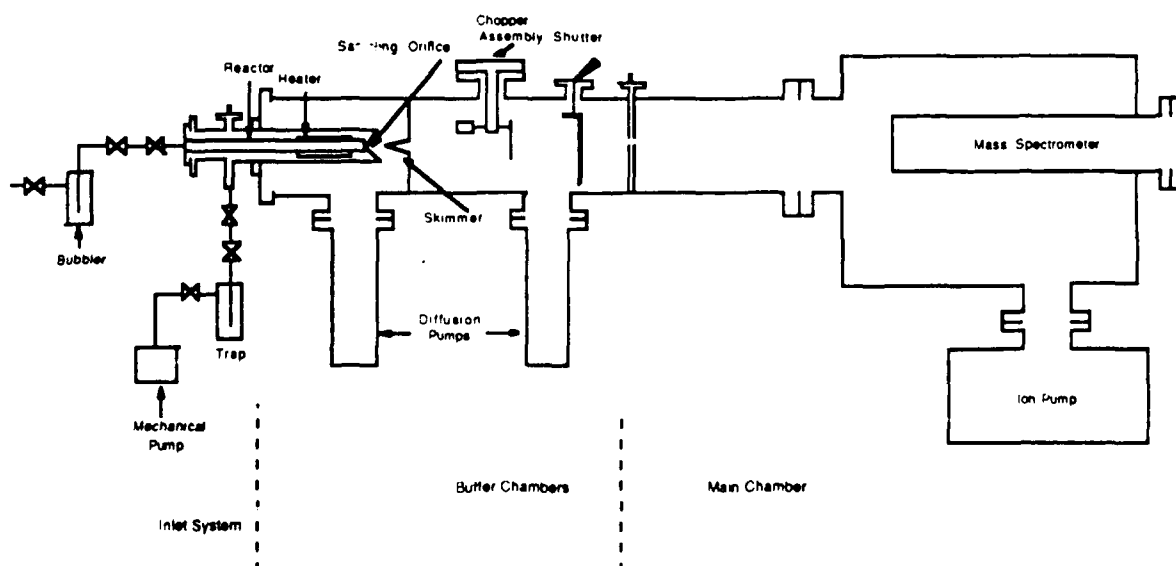 Chopper
Assembly Shutter
Orifice
Reactor
Heater
Mass Spectrometer
Skimmer
Bubbler
Diffusion
Pumps
Trap
Ion Pump
Mechanical
Pump
Buffer Chambers
Main Chamber
Inlet System